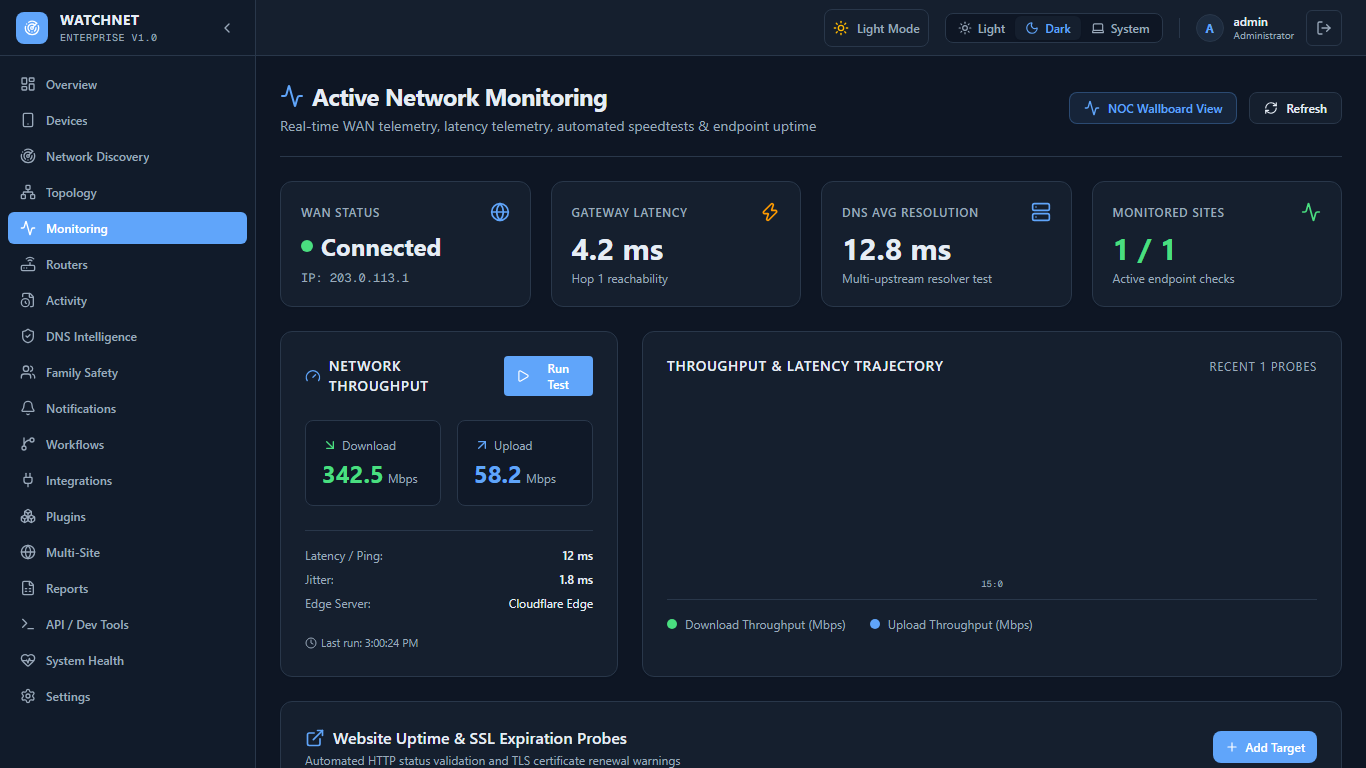 WATCHNET
ENTERPRISE V1.0
Light Mode
Light
Dark
System
A
admin
Administrator
Overview
Devices
Network Discovery
Topology
Monitoring
Routers
Activity
DNS Intelligence
Family Safety
Notifications
Workflows
Integrations
Plugins
Multi-Site
Reports
API / Dev Tools
System Health
Settings
Active Network Monitoring
Real-time WAN telemetry, latency telemetry, automated speedtests & endpoint uptime
NOC Wallboard View
Refresh
WAN STATUS
Connected
IP: 203.0.113.1
GATEWAY LATENCY
4.2 ms
Hop 1 reachability
DNS AVG RESOLUTION
12.8 ms
Multi-upstream resolver test
MONITORED SITES
1 / 1
Active endpoint checks
NETWORK
THROUGHPUT
Run
Test
Download
342.5 Mbps
Upload
58.2 Mbps
Latency / Ping: 12 ms
Jitter: 1.8 ms
Edge Server: Cloudflare Edge
Last run: 3:00:24 PM
THROUGHPUT & LATENCY TRAJECTORY
RECENT 1 PROBES
15:0
Download Throughput (Mbps)
Upload Throughput (Mbps)
Website Uptime & SSL Expiration Probes
Automated HTTP status validation and TLS certificate renewal warnings
Add Target